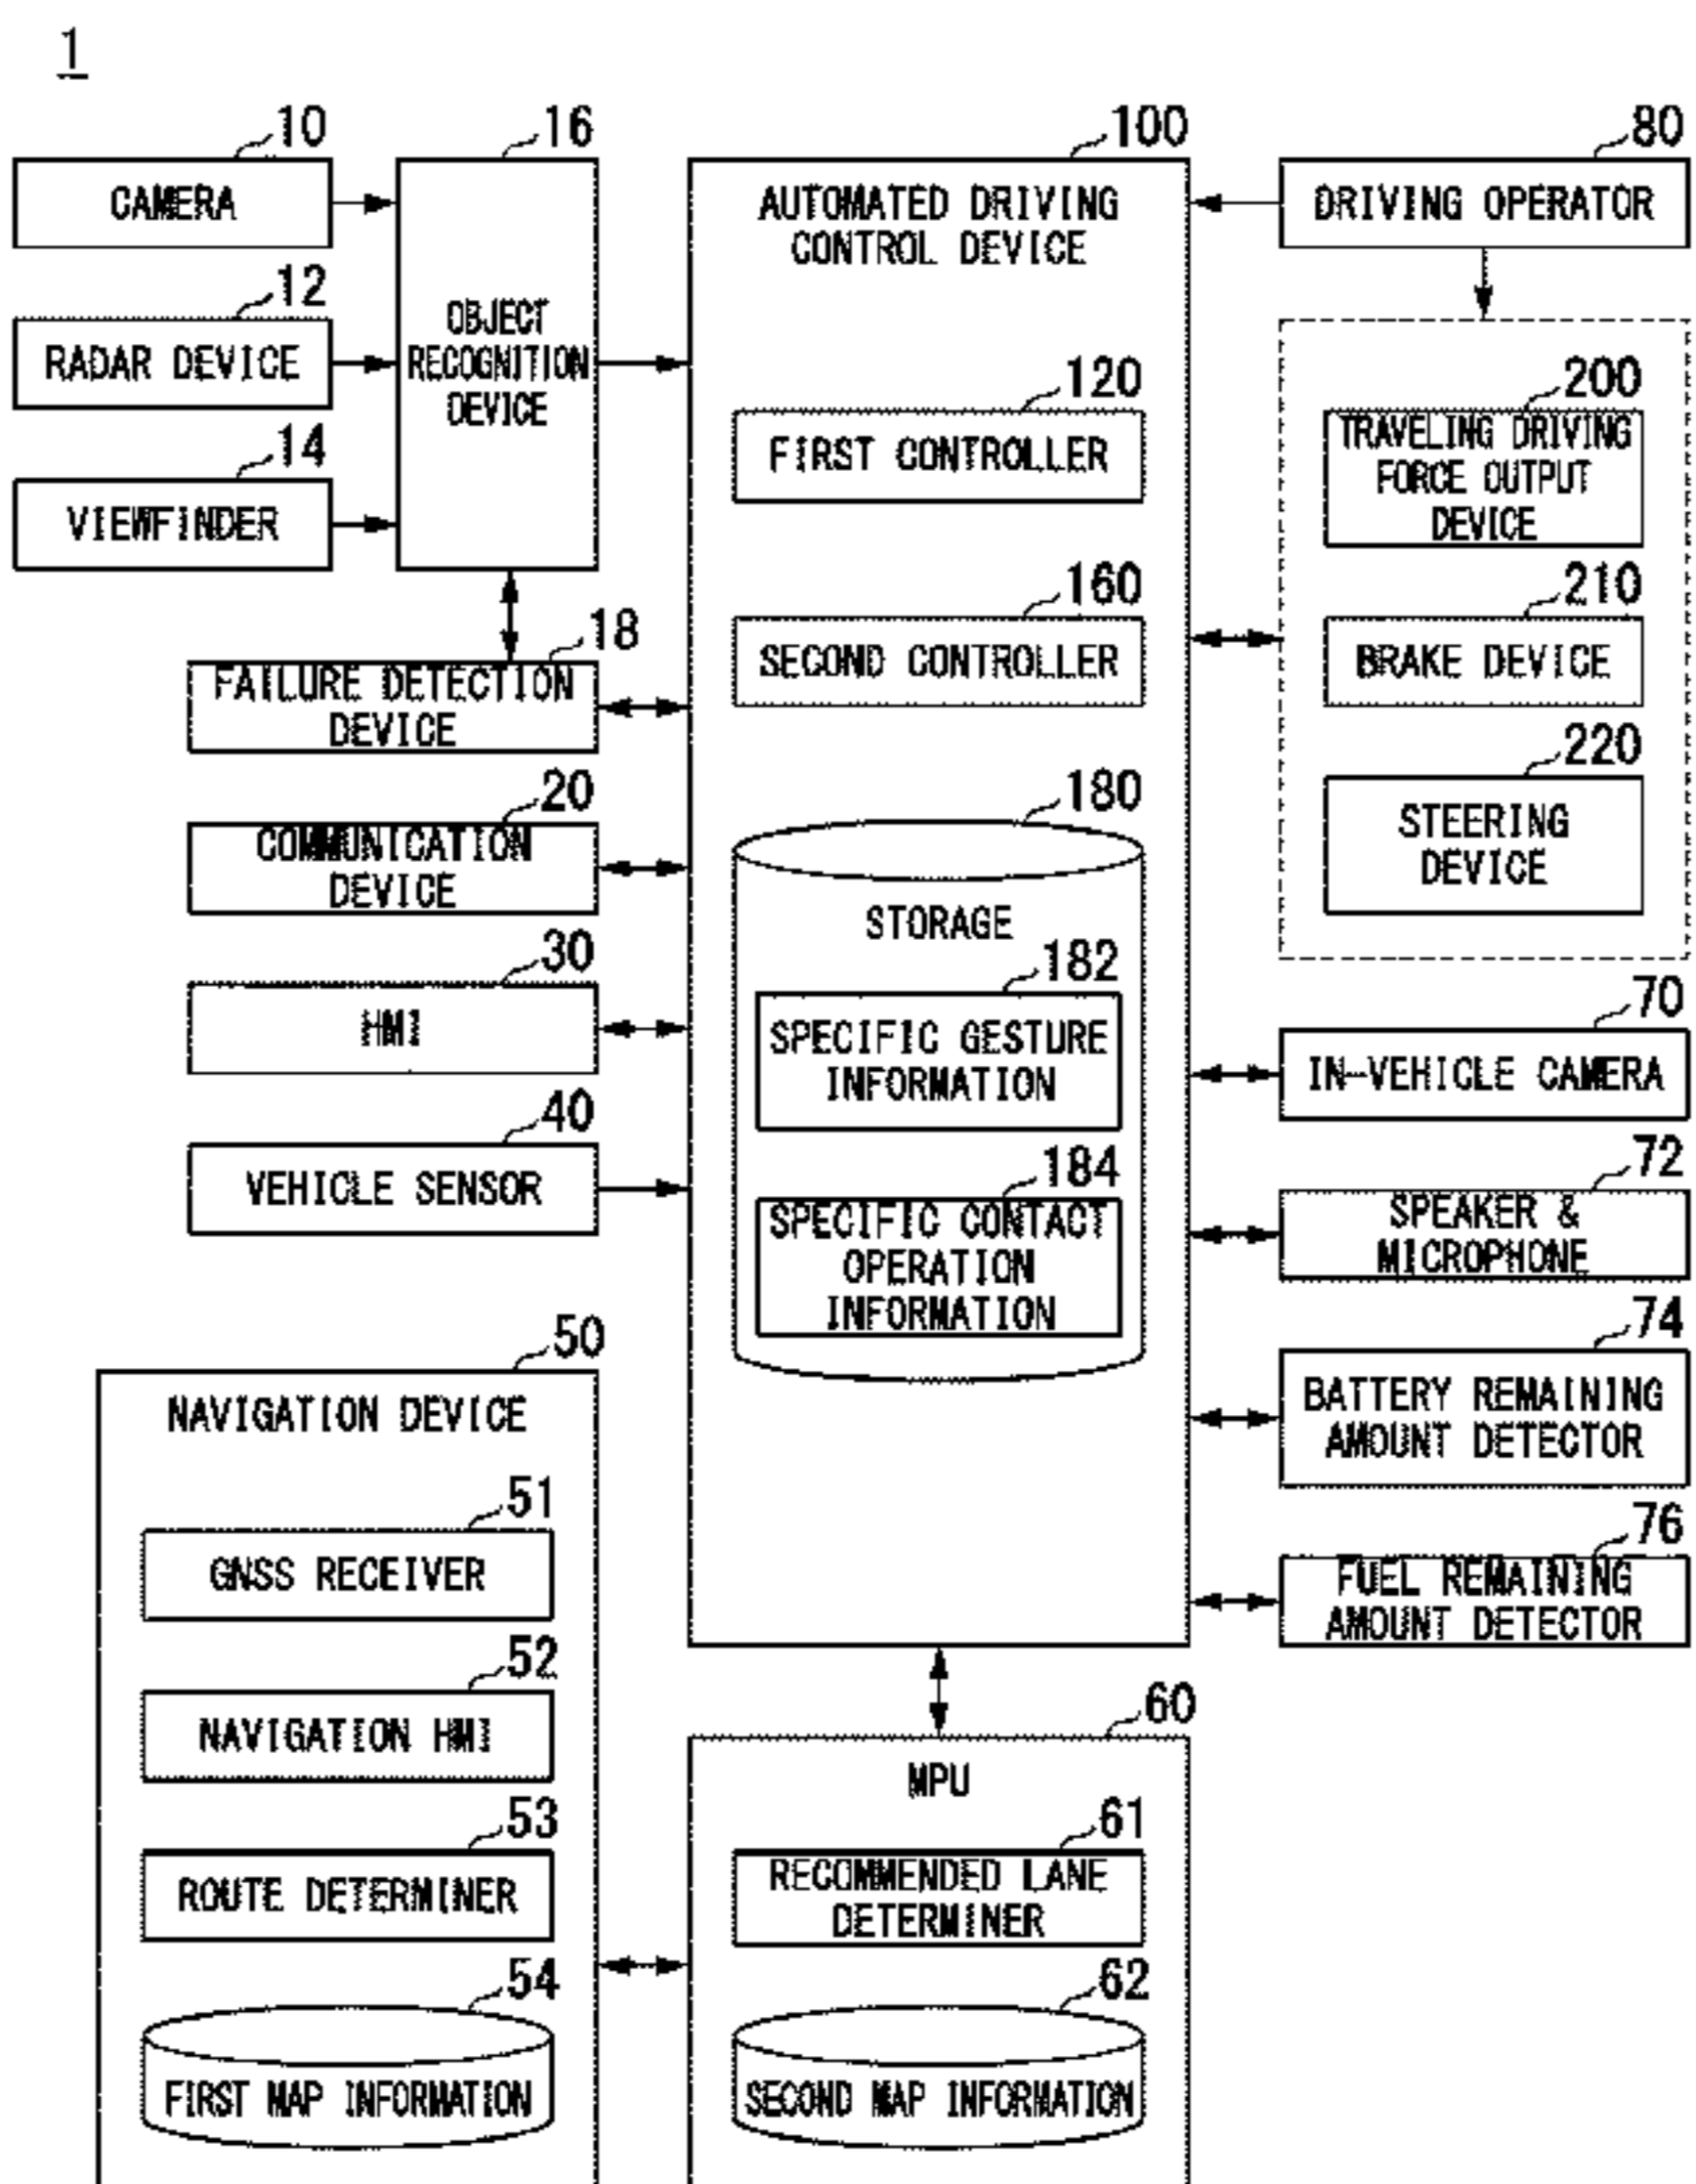 1
10
CAMERA
12
RADAR DEVICE
14
VIEWFINDER
16
OBJECT
RECOGNITION
DEVICE
18
FAILURE DETECTION
DEVICE
20
COMMUNICATION
DEVICE
30
HMI
40
VEHICLE SENSOR
50
NAVIGATION DEVICE
51
GNSS RECEIVER
52
NAVIGATION HMI
53
ROUTE DETERMINER
54
FIRST MAP INFORMATION
100
AUTOMATED DRIVING
CONTROL DEVICE
120
FIRST CONTROLLER
160
SECOND CONTROLLER
180
STORAGE
182
SPECIFIC GESTURE
INFORMATION
184
SPECIFIC CONTACT
OPERATION
INFORMATION
60
MPU
61
RECOMMENDED LANE
DETERMINER
62
SECOND MAP INFORMATION
80
DRIVING OPERATOR
200
TRAVELING DRIVING
FORCE OUTPUT
DEVICE
210
BRAKE DEVICE
220
STEERING
DEVICE
70
IN-VEHICLE CAMERA
72
SPEAKER &
MICROPHONE
74
BATTERY REMAINING
AMOUNT DETECTOR
76
FUEL REMAINING
AMOUNT DETECTOR